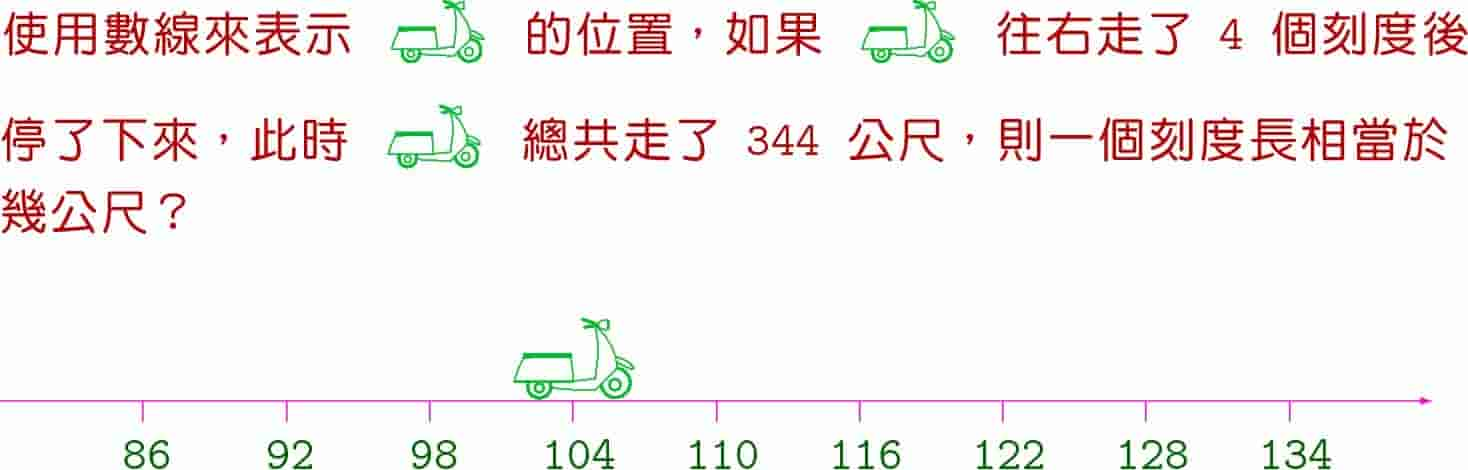 使用數線來表示 的位置，如果 往右走了 4 個刻度後
停了下來，此時 總共走了 344 公尺，則一個刻度長相當於
幾公尺？
86 92 98 104 110 116 122 128 134